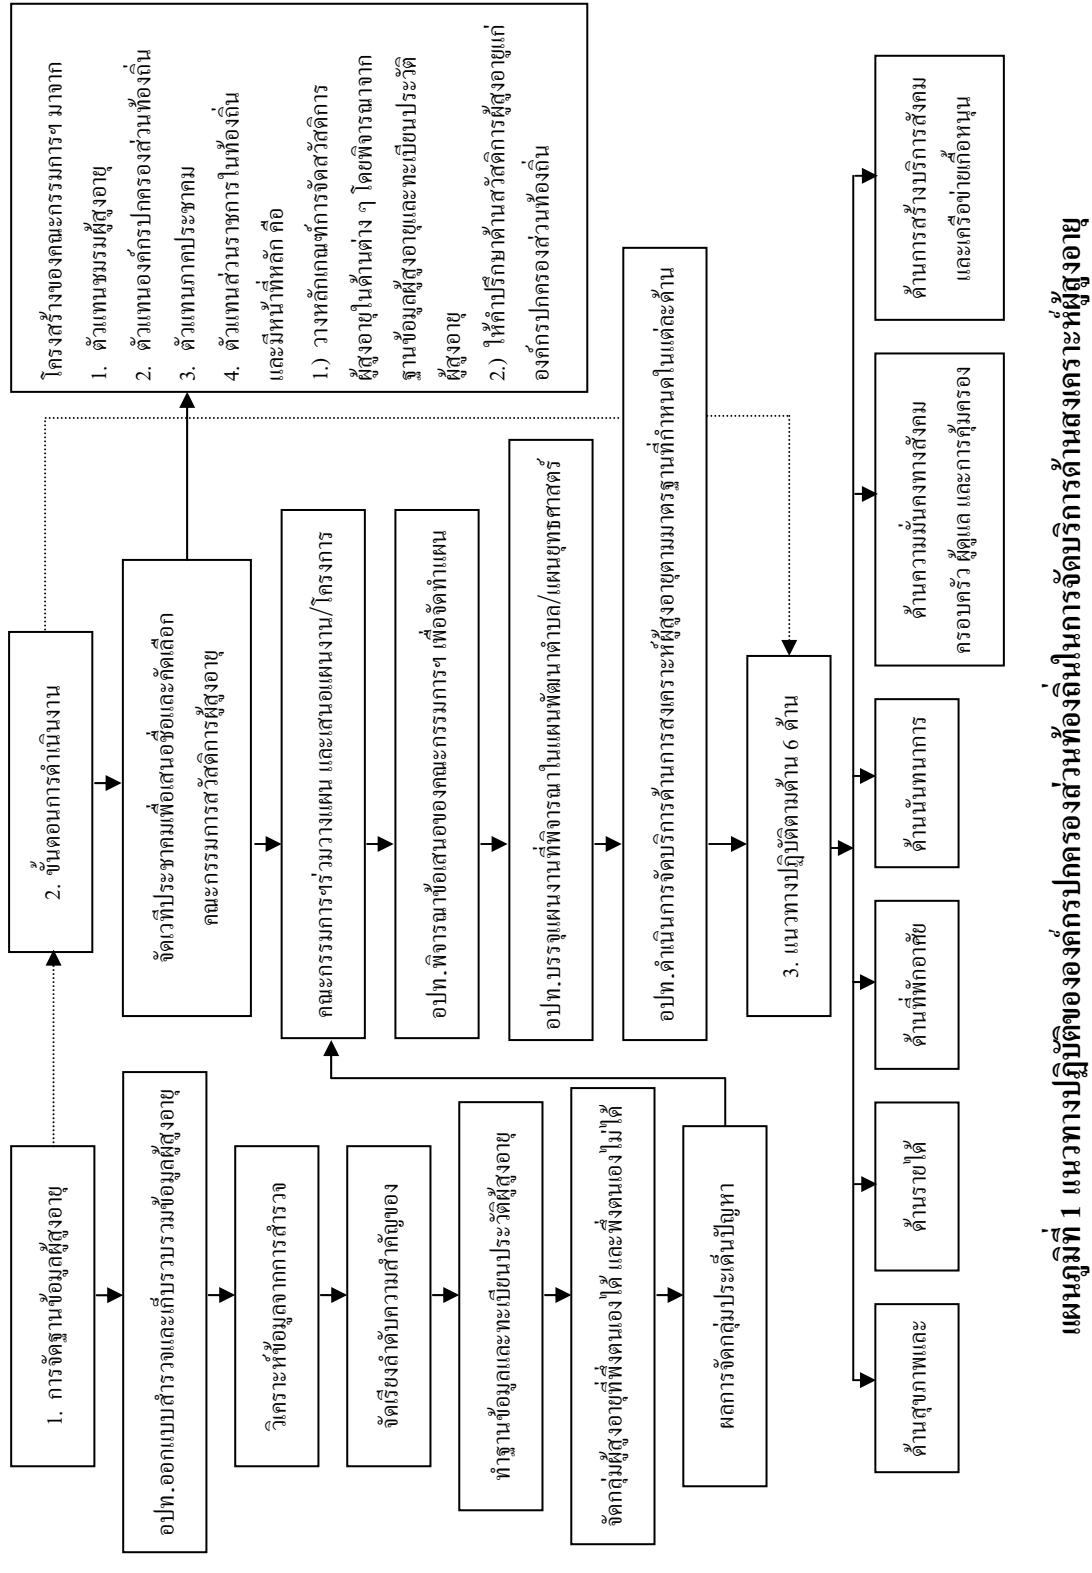 1. การจัดฐานข้อมูลผู้สูงอายุ
อปท.ออกแบบสำรวจและเก็บรวบรวมข้อมูลผู้สูงอายุ
วิเคราะห์ข้อมูลจากการสำรวจ
จัดเรียงลำดับความสำคัญของ
ทำฐานข้อมูลและทะเบียนประวัติผู้สูงอายุ
จัดกลุ่มผู้สูงอายุที่พึ่งตนเองได้ และพึ่งตนเองไม่ได้
ผลการจัดกลุ่มประเด็นปัญหา
2. ขั้นตอนการดำเนินงาน
จัดเวทีประชาคมเพื่อเสนอชื่อและคัดเลือก
คณะกรรมการสวัสดิการผู้สูงอายุ
คณะกรรมการฯร่วมวางแผน และเสนอแผนงาน/โครงการ
อปท.พิจารณาข้อเสนอของคณะกรรมการฯ เพื่อจัดทำแผน
อปท.บรรจุแผนงานที่พิจารณาในแผนพัฒนาตำบล/แผนยุทธศาสตร์
อปท.ดำเนินการจัดบริการด้านการสงเคราะห์ผู้สูงอายุตามมาตรฐานที่กำหนดในแต่ละด้าน
โครงสร้างของคณะกรรมการฯ มาจาก
1. ตัวแทนชมรมผู้สูงอายุ
2. ตัวแทนองค์กรปกครองส่วนท้องถิ่น
3. ตัวแทนภาคประชาคม
4. ตัวแทนส่วนราชการในท้องถิ่น
และมีหน้าที่หลัก คือ
1.) วางหลักเกณฑ์การจัดสวัสดิการ
ผู้สูงอายุในด้านต่าง ๆ โดยพิจารณาจาก
ฐานข้อมูลผู้สูงอายุและทะเบียนประวัติ
ผู้สูงอายุ
2.) ให้คำปรึกษาด้านสวัสดิการผู้สูงอายุแก่
องค์กรปกครองส่วนท้องถิ่น
3. แนวทางปฏิบัติตามด้าน 6 ด้าน
ด้านสุขภาพและ
ด้านรายได้
ด้านที่พักอาศัย
ด้านนันทนาการ
ด้านความมั่นคงทางสังคม
ครอบครัว ผู้ดูแล และการคุ้มครอง
ด้านการสร้างบริการสังคม
และเครือข่ายเกื้อหนุน
แผนภูมิที่ 1 แนวทางปฏิบัติขององค์กรปกครองส่วนท้องถิ่นในการจัดบริการด้านสงเคราะห์ผู้สูงอายุ